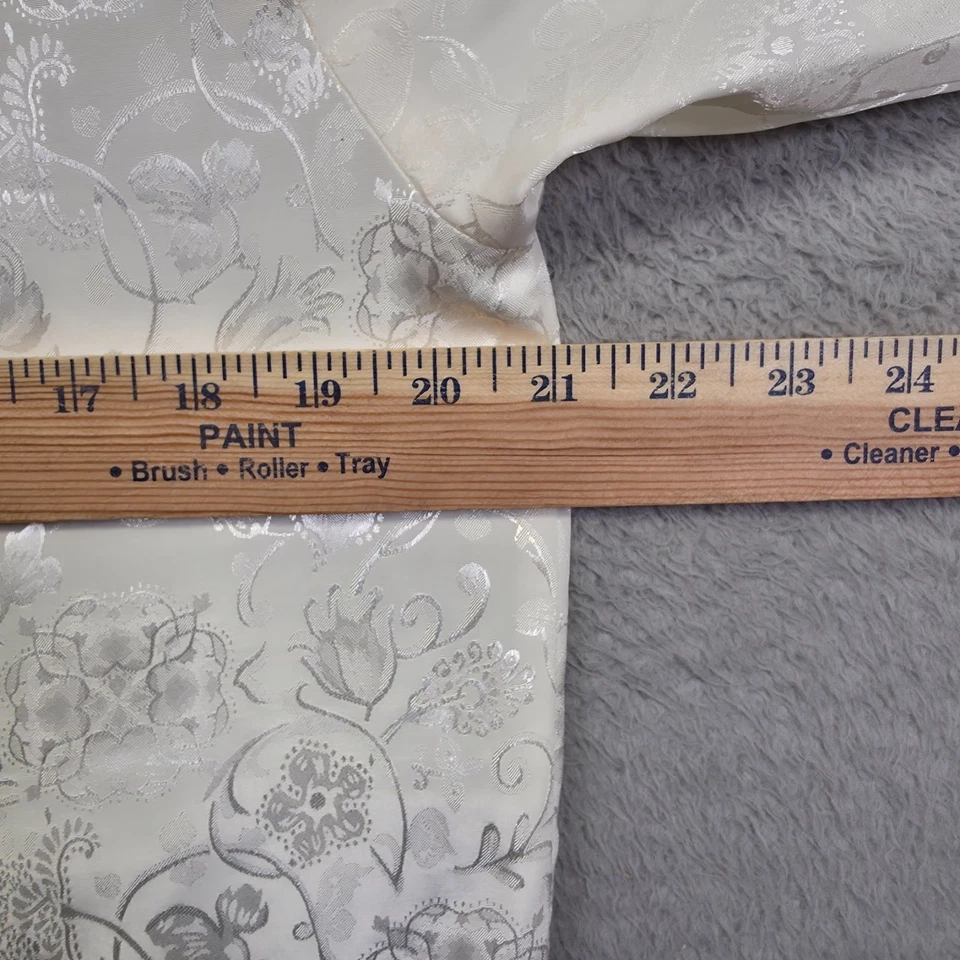 17 18 19 20 21 22 23 24
PAINT CLEA
• Brush • Roller • Tray • Cleaner •